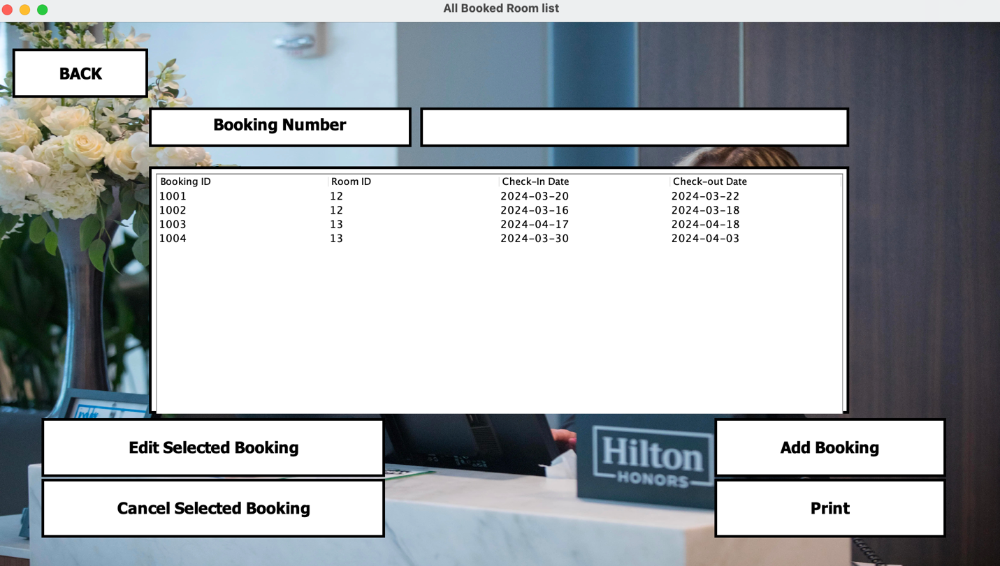 All Booked Room list
BACK
Booking Number
Booking ID Room ID Check-In Date Check-out Date
1001 12 2024-03-20 2024-03-22
1002 12 2024-03-16 2024-03-18
1003 13 2024-04-17 2024-04-18
1004 13 2024-03-30 2024-04-03
Edit Selected Booking
Add Booking
Hilton
HONORS
Cancel Selected Booking
Print